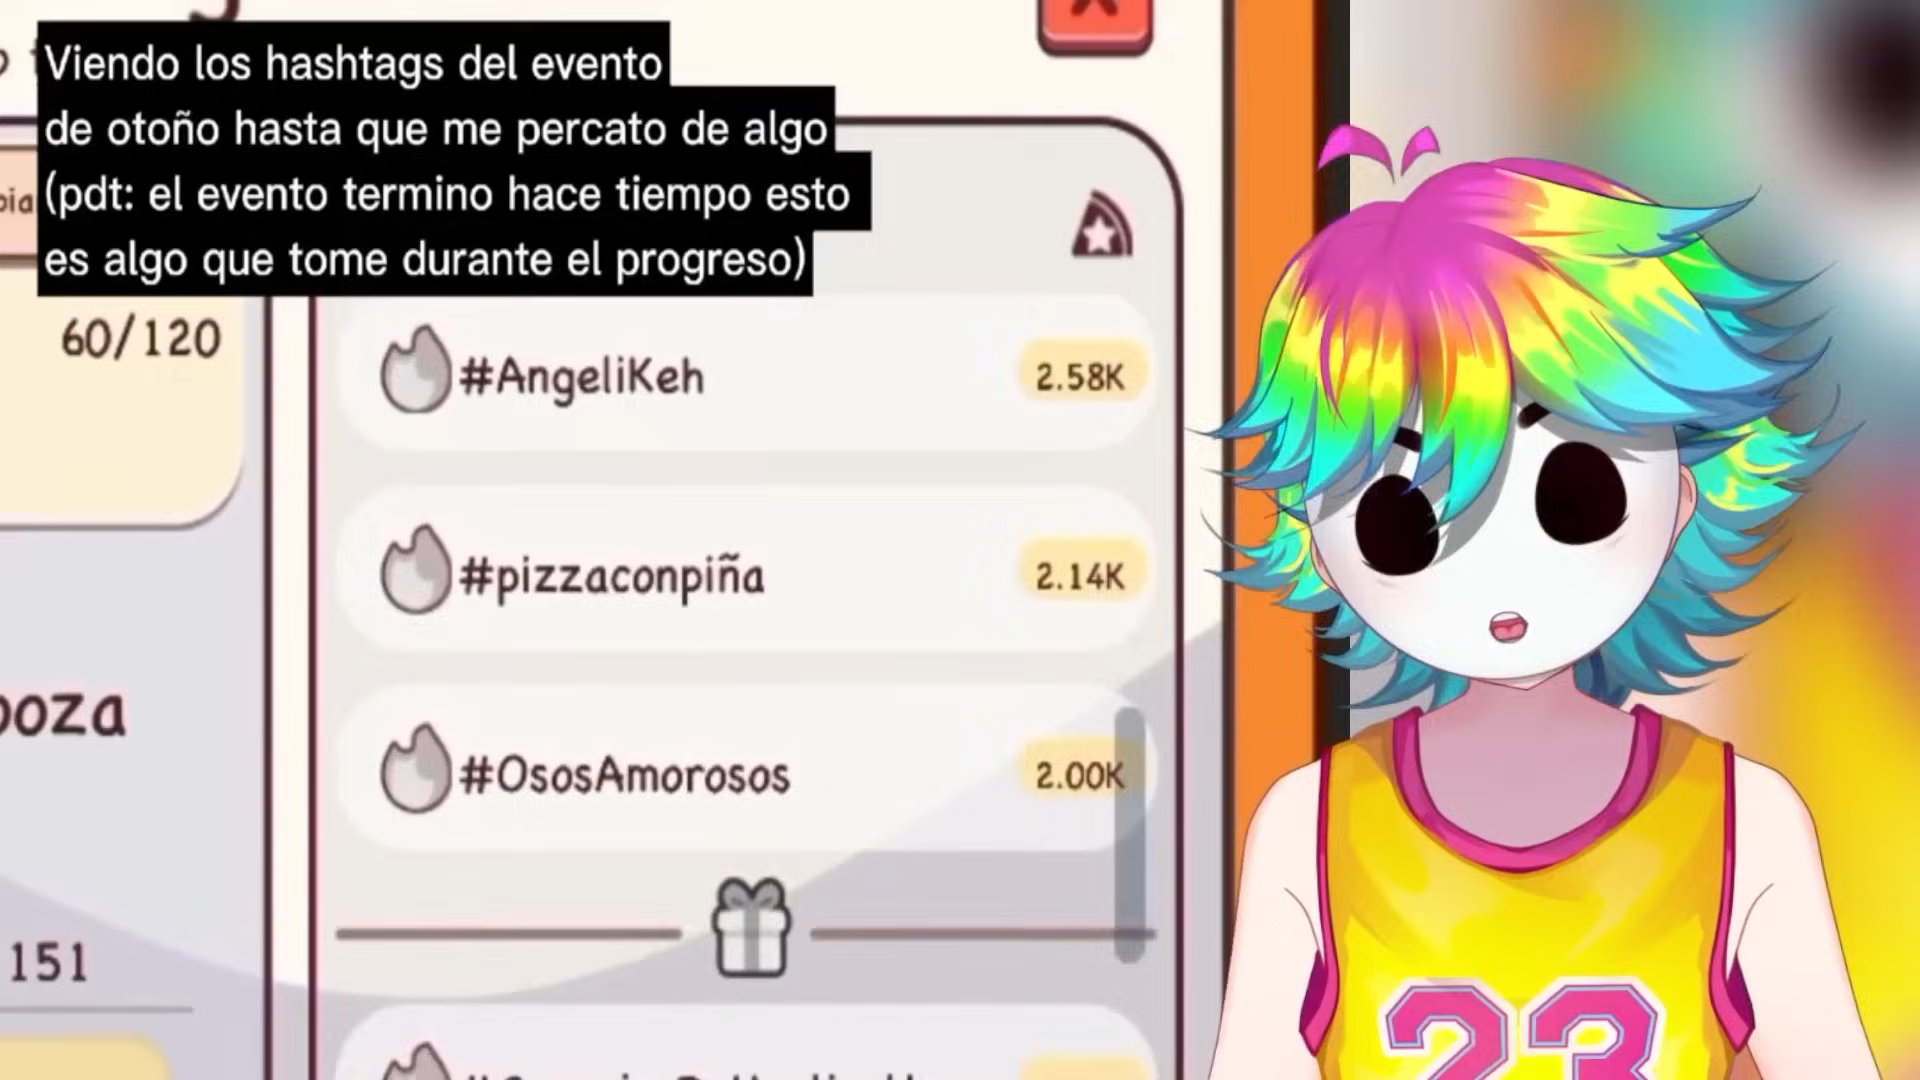 Viendo los hashtags del evento
de otoño hasta que me percato de algo
(pdt: el evento termino hace tiempo esto
es algo que tome durante el progreso)
60/120
#AngeliKeh 2.58K
#pizzaconpiña 2.14K
#OsosAmorosos 2.00K
151
23